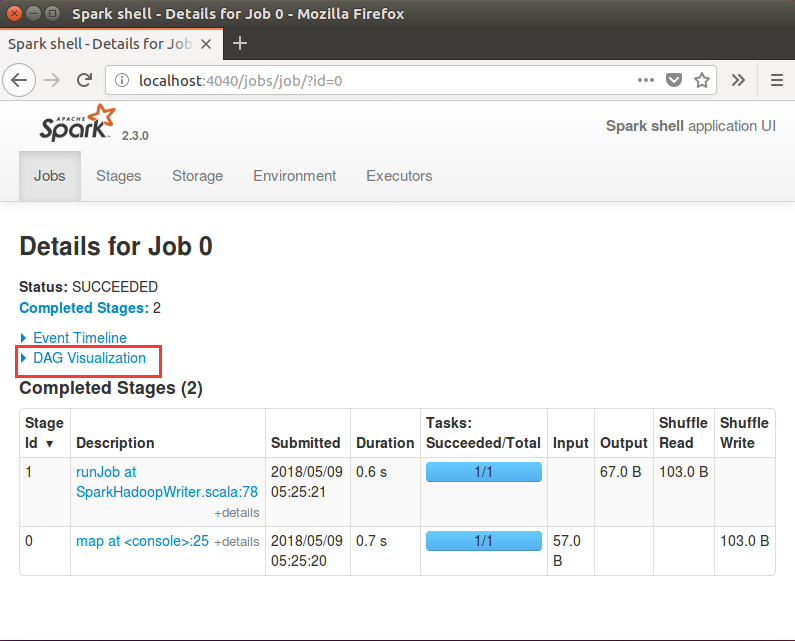 Spark shell - Details for Job 0 - Mozilla Firefox
Spark shell - Details for Job
localhost:4040/jobs/job/?id=0
APACHE
Spark 2.3.0
Spark shell application UI
Jobs Stages Storage Environment Executors
Details for Job 0
Status: SUCCEEDED
Completed Stages: 2
Event Timeline
DAG Visualization
Completed Stages (2)
Stage Id ▼ Description Submitted Duration Tasks: Succeeded/Total Input Output Shuffle Read Shuffle Write
1 runJob at SparkHadoopWriter.scala:78 +details 2018/05/09 05:25:21 0.6 s 1/1 67.0 B 103.0 B
0 map at <console>:25 +details 2018/05/09 05:25:20 0.7 s 1/1 57.0 B 103.0 B